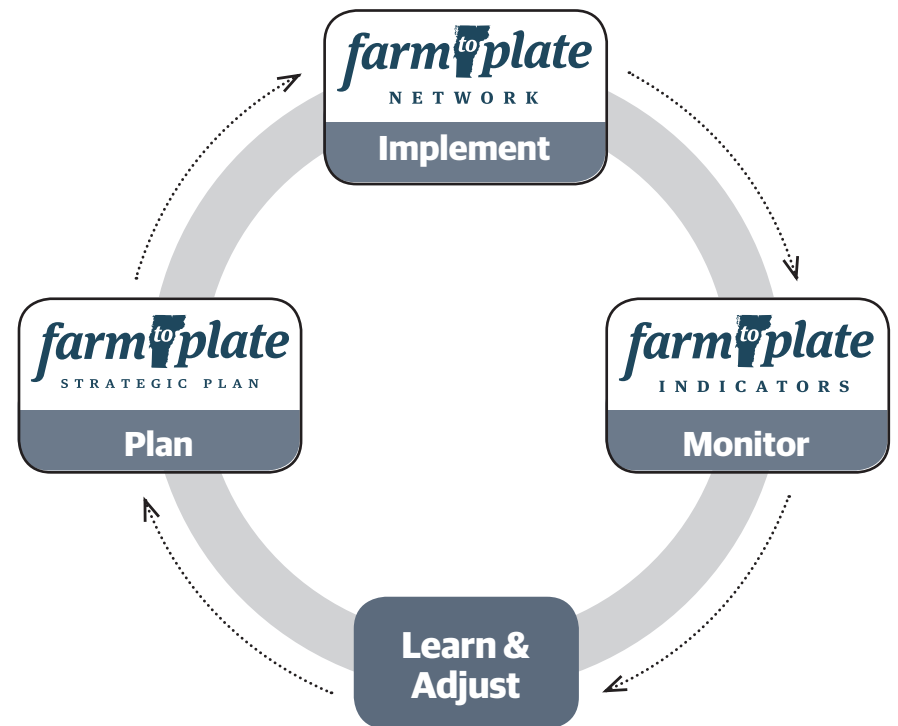 farm to plate
NETWORK
Implement
farm to plate
STRATEGIC PLAN
Plan
farm to plate
INDICATORS
Monitor
Learn &
Adjust